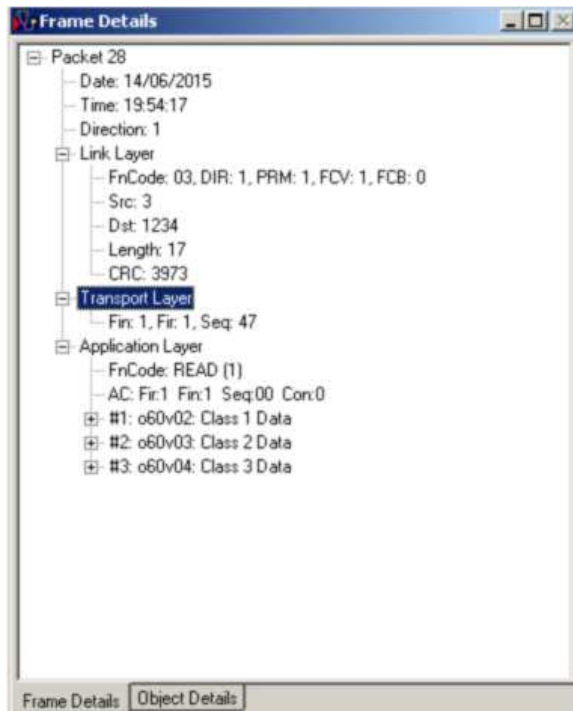 Frame Details
Packet 28
Date: 14/06/2015
Time: 19:54:17
Direction: 1
Link Layer
FnCode: 03, DIR: 1, PRM: 1, FCV: 1, FCB: 0
Src: 3
Dst: 1234
Length: 17
CRC: 3973
Transport Layer
Fin: 1, Fir: 1, Seq: 47
Application Layer
FnCode: READ (1)
AC: Fir:1 Fin:1 Seq:00 Con:0
#1: o60v02: Class 1 Data
#2: o60v03: Class 2 Data
#3: o60v04: Class 3 Data
Frame Details Object Details